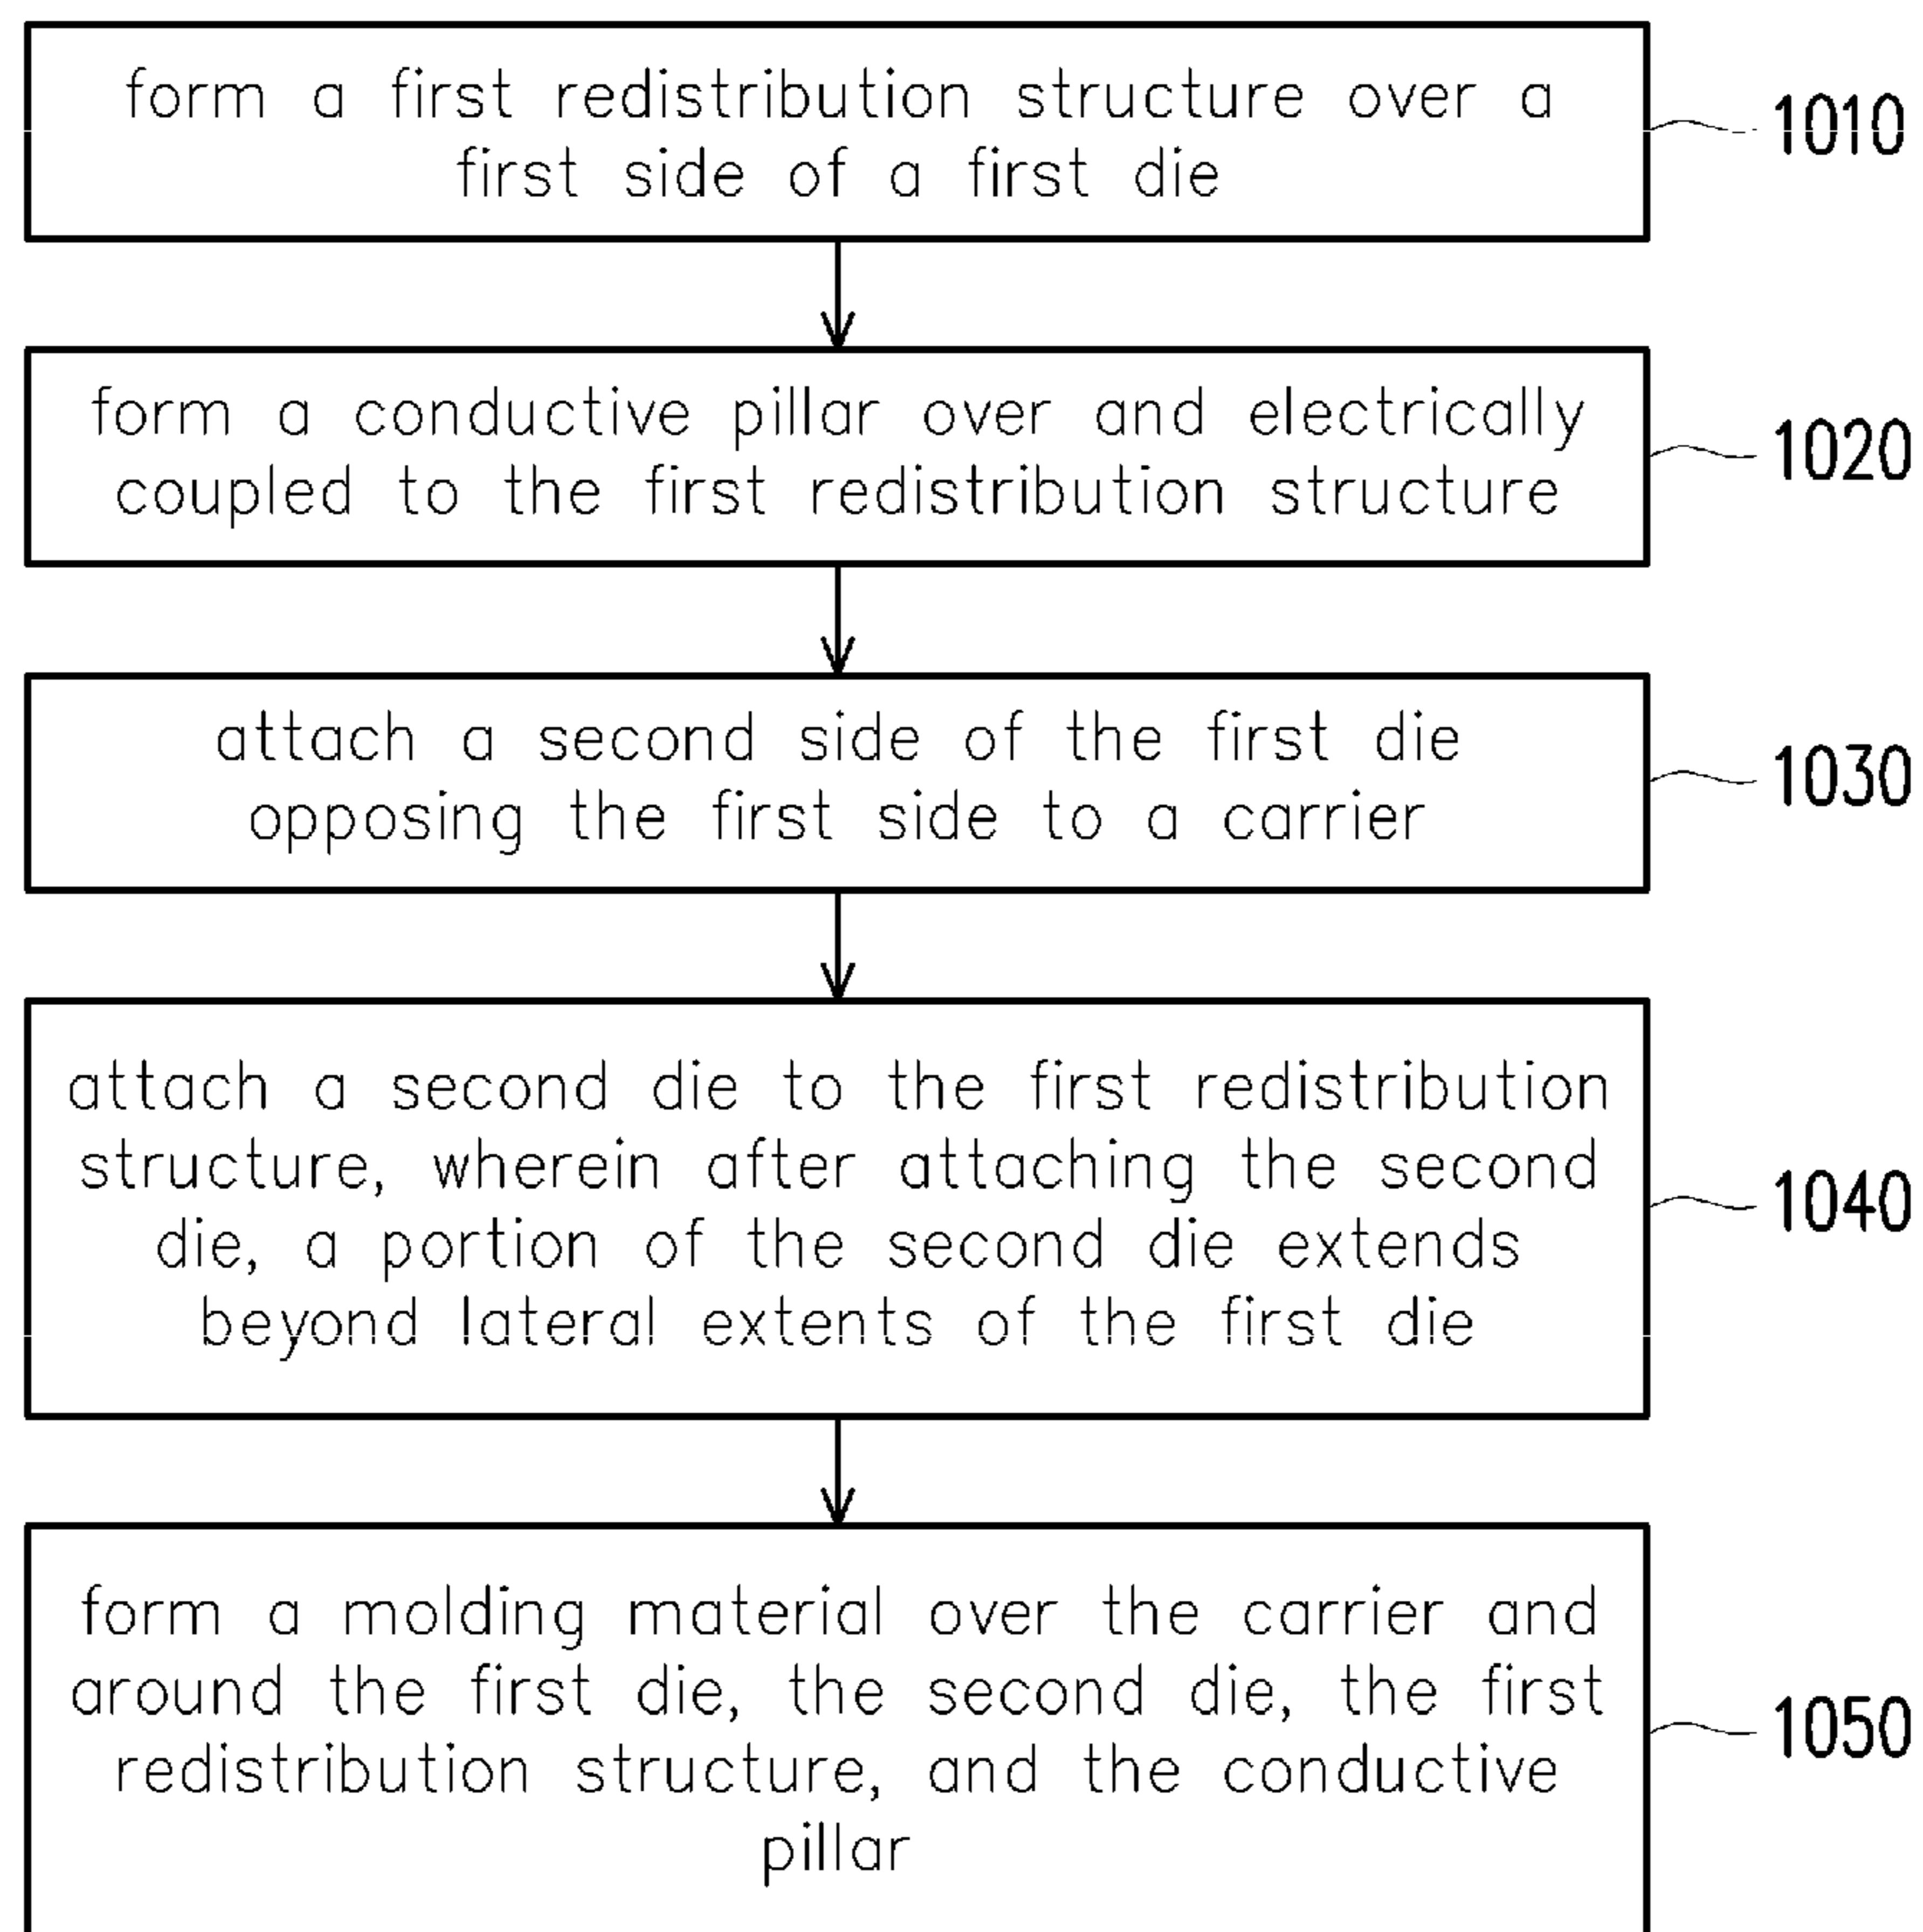 form a first redistribution structure over a
first side of a first die
1010
form a conductive pillar over and electrically
coupled to the first redistribution structure
1020
attach a second side of the first die
opposing the first side to a carrier
1030
attach a second die to the first redistribution
structure, wherein after attaching the second
die, a portion of the second die extends
beyond lateral extents of the first die
1040
form a molding material over the carrier and
around the first die, the second die, the first
redistribution structure, and the conductive
pillar
1050